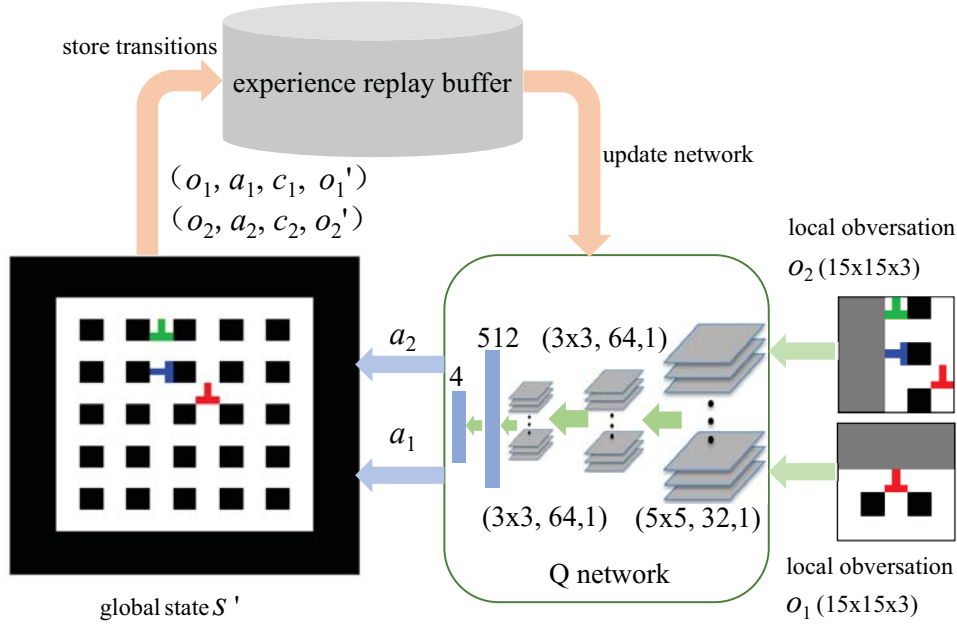 store transitions
experience replay buffer
update network
(o₁, a₁, c₁, o₁')
(o₂, a₂, c₂, o₂')
local obversation
o₂ (15x15x3)
a₂
512
(3x3, 64,1)
4
a₁
(3x3, 64,1)
(5x5, 32,1)
Q network
local obversation
o₁ (15x15x3)
global state s'